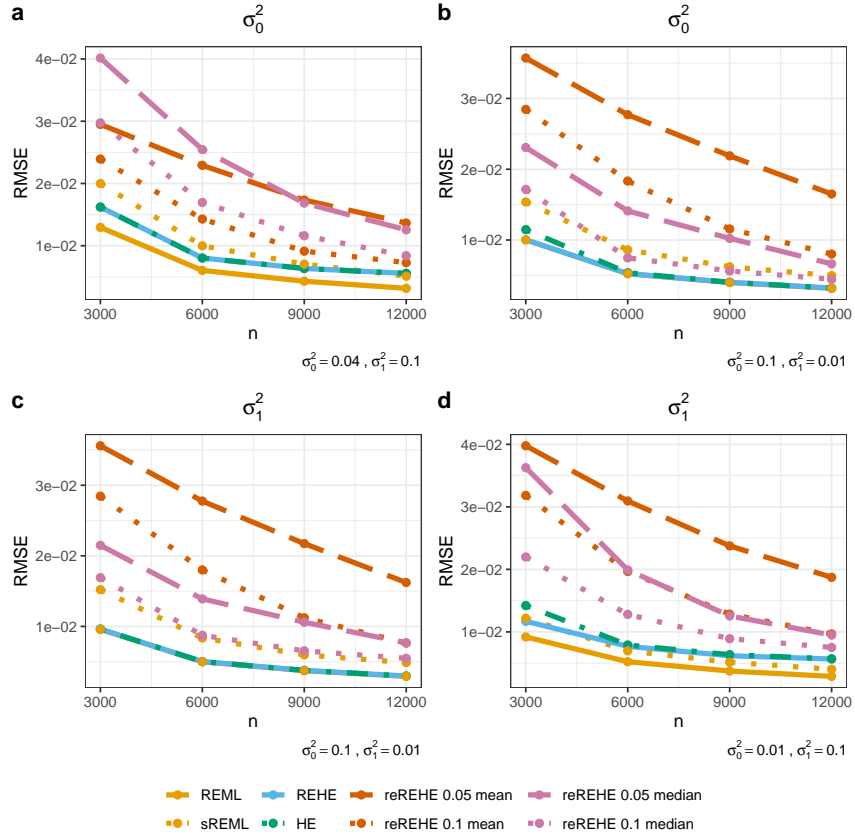 a
σ₀²
RMSE
4e−02
3e−02
2e−02
1e−02
3000 6000 9000 12000
n
σ₀² = 0.04 , σ₁² = 0.1
b
σ₀²
RMSE
3e−02
2e−02
1e−02
3000 6000 9000 12000
n
σ₀² = 0.1 , σ₁² = 0.01
c
σ₁²
RMSE
3e−02
2e−02
1e−02
3000 6000 9000 12000
n
σ₀² = 0.1 , σ₁² = 0.01
d
σ₁²
RMSE
4e−02
3e−02
2e−02
1e−02
3000 6000 9000 12000
n
σ₀² = 0.01 , σ₁² = 0.1
REML REHE reREHE 0.05 mean reREHE 0.05 median
sREML HE reREHE 0.1 mean reREHE 0.1 median